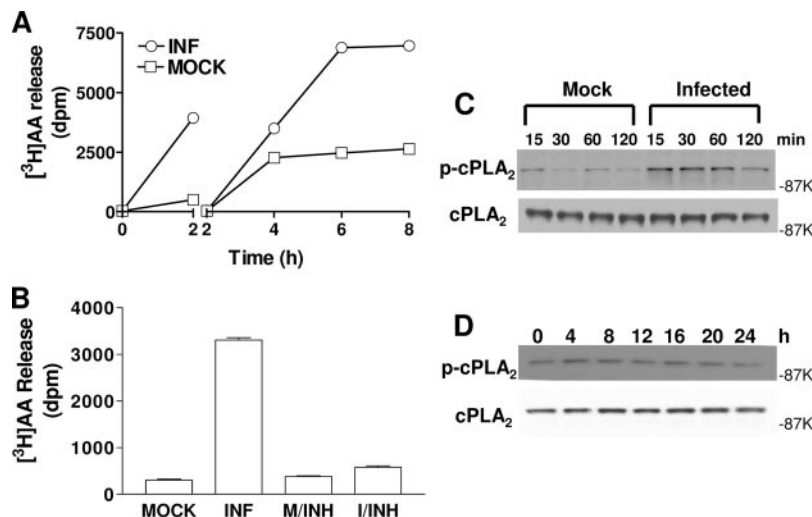 A
[³H]AA release
(dpm)
7500
5000
2500
0
INF
MOCK
0 2 2 4 6 8
Time (h)
B
[³H]AA Release
(dpm)
4000
3000
2000
1000
0
MOCK INF M/INH I/INH
C
Mock Infected
15 30 60 120 15 30 60 120 min
p-cPLA₂
-87K
cPLA₂
-87K
D
0 4 8 12 16 20 24 h
p-cPLA₂
-87K
cPLA₂
-87K